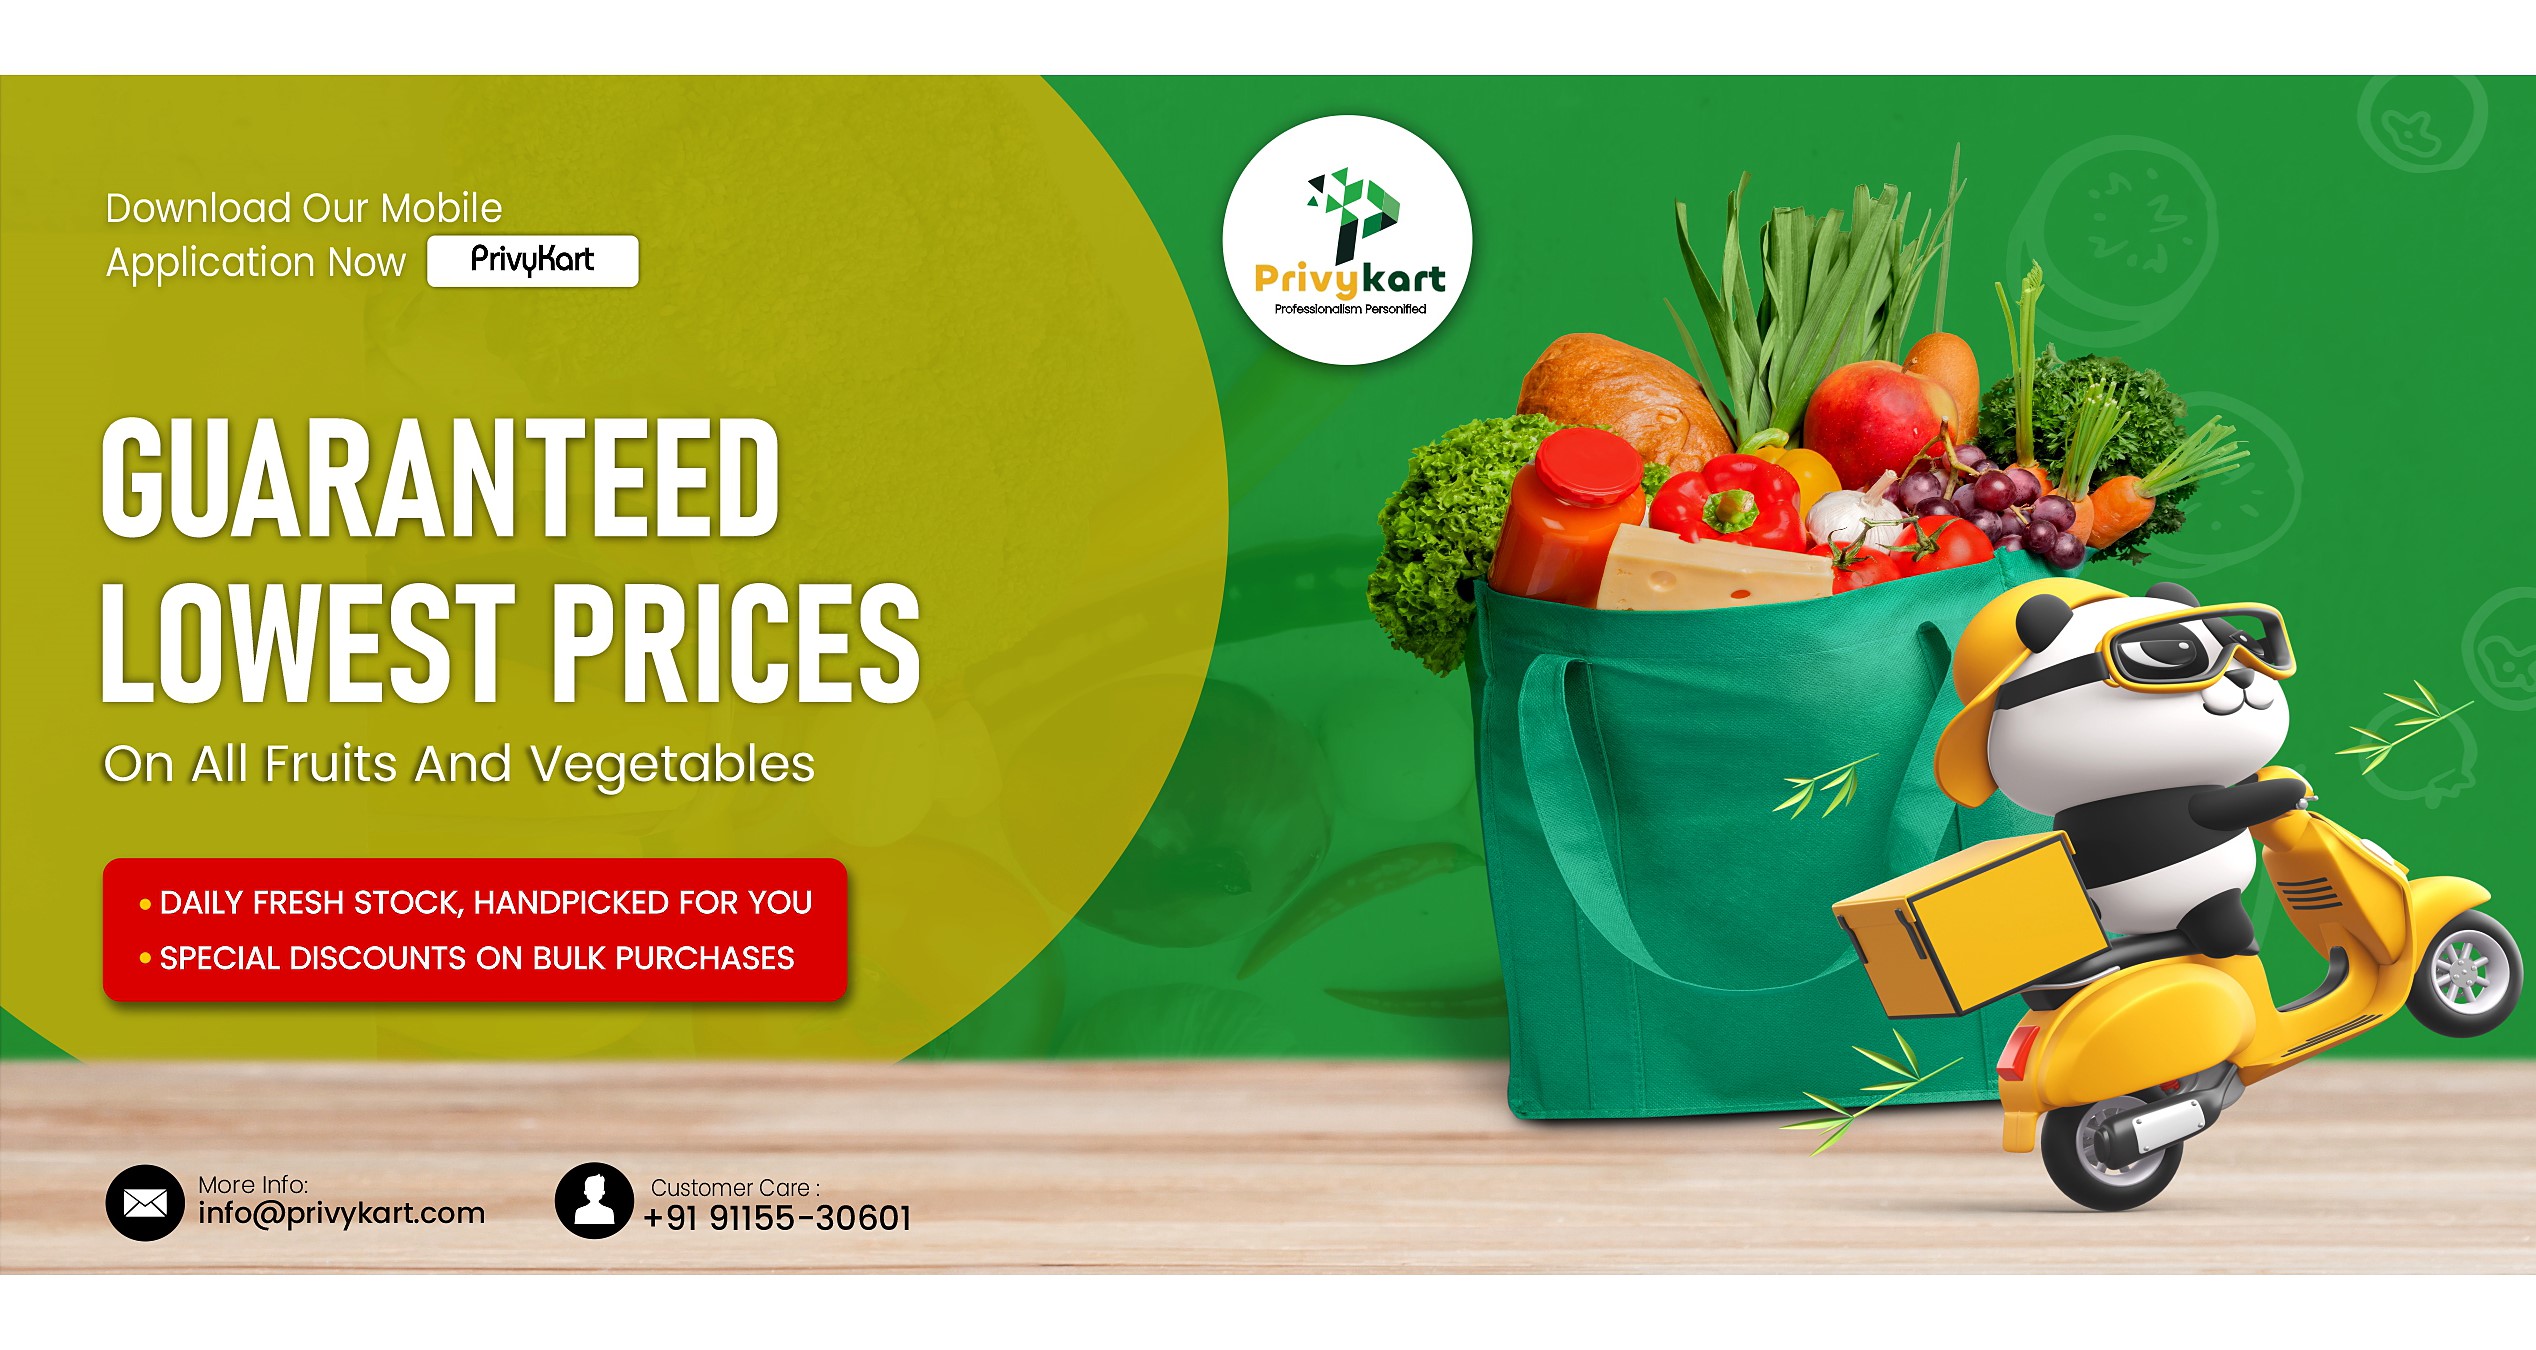 Download Our Mobile
Application Now PrivyKart
Privykart
Professionalism Personified
GUARANTEED
LOWEST PRICES
On All Fruits And Vegetables
• DAILY FRESH STOCK, HANDPICKED FOR YOU
• SPECIAL DISCOUNTS ON BULK PURCHASES
More Info:
info@privykart.com
Customer Care :
+91 91155-30601